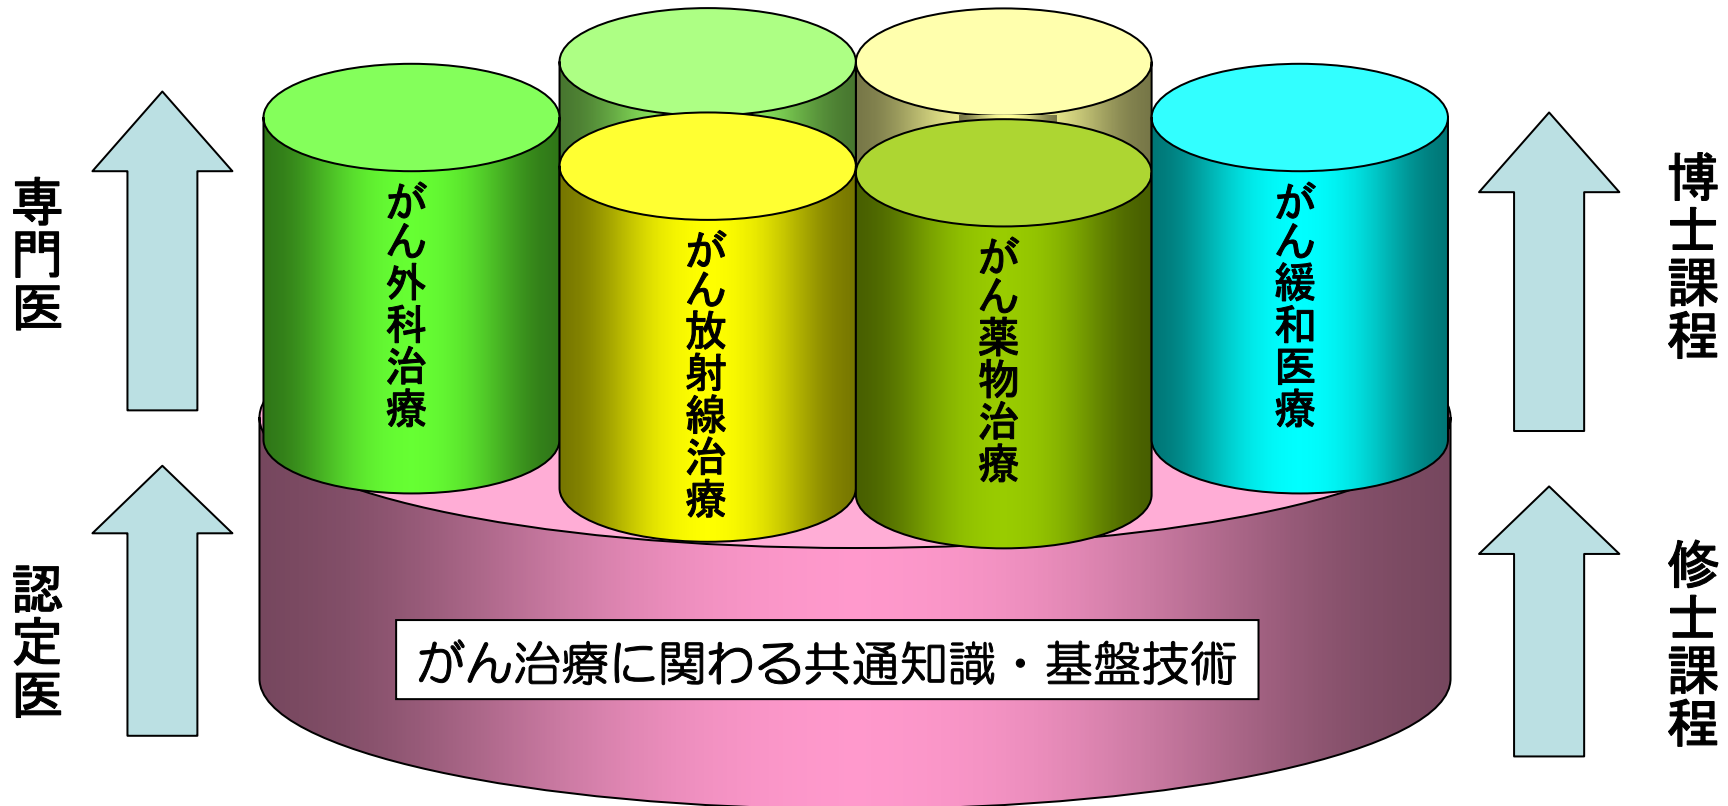 専門医
認定医
がん外科治療
がん放射線治療
がん薬物治療
がん緩和医療
がん治療に関わる共通知識・基盤技術
博士課程
修士課程